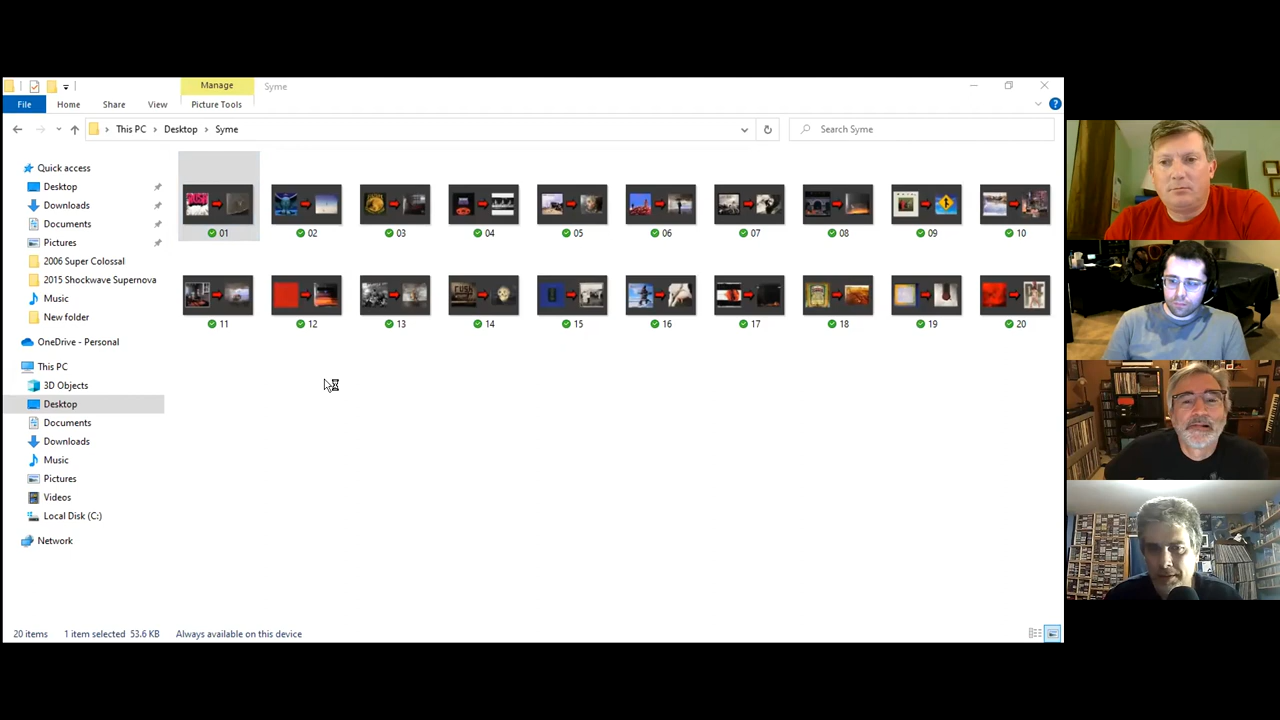 Manage
Syme
File
Home
Share
View
Picture Tools
This PC
Desktop
Syme
Search Syme
Quick access
Desktop
Downloads
Documents
Pictures
2006 Super Colossal
2015 Shockwave Supernova
Music
New folder
OneDrive - Personal
This PC
3D Objects
Desktop
Documents
Downloads
Music
Pictures
Videos
Local Disk (C:)
Network
01
02
03
04
05
06
07
08
09
10
11
12
13
14
15
16
17
18
19
20
RUSH
20 items
1 item selected 53.6 KB
Always available on this device